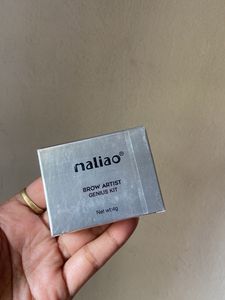 maliao®
BROW ARTIST
GENIUS KIT
Net wt:4g